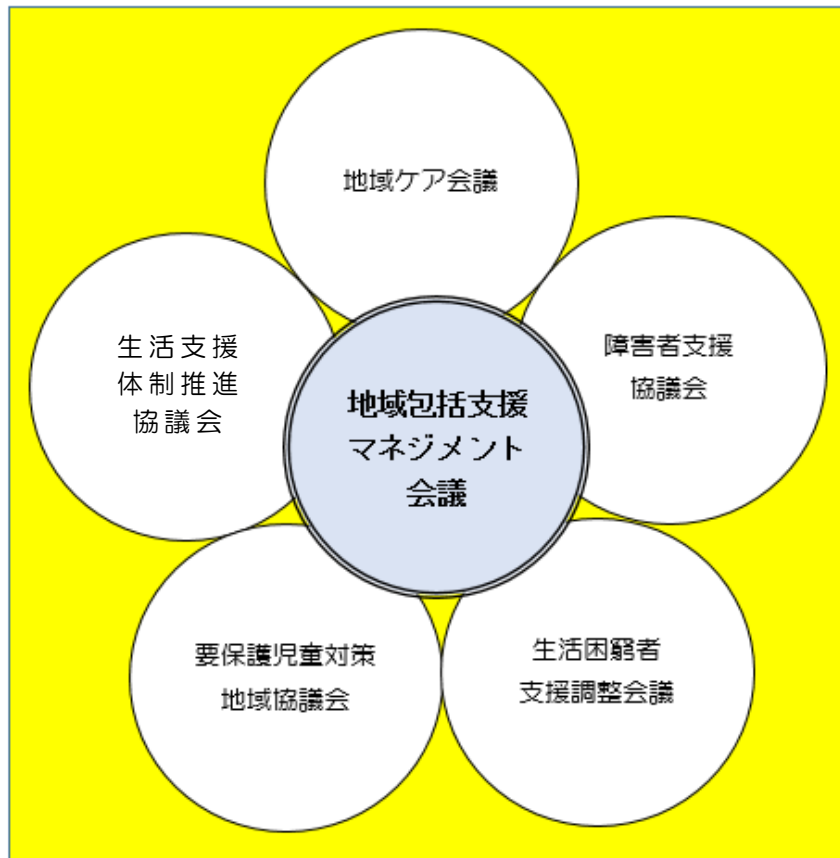 地域ケア会議
生活支援
体制推進
協議会
障害者支援
協議会
地域包括支援
マネジメント
会議
要保護児童対策
地域協議会
生活困窮者
支援調整会議